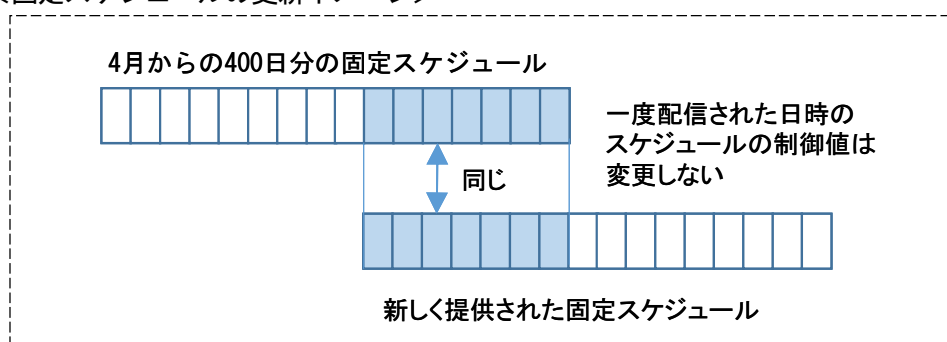 4月からの400日分の固定スケジュール
一度配信された日時の
スケジュールの制御値は
変更しない
同じ
新しく提供された固定スケジュール